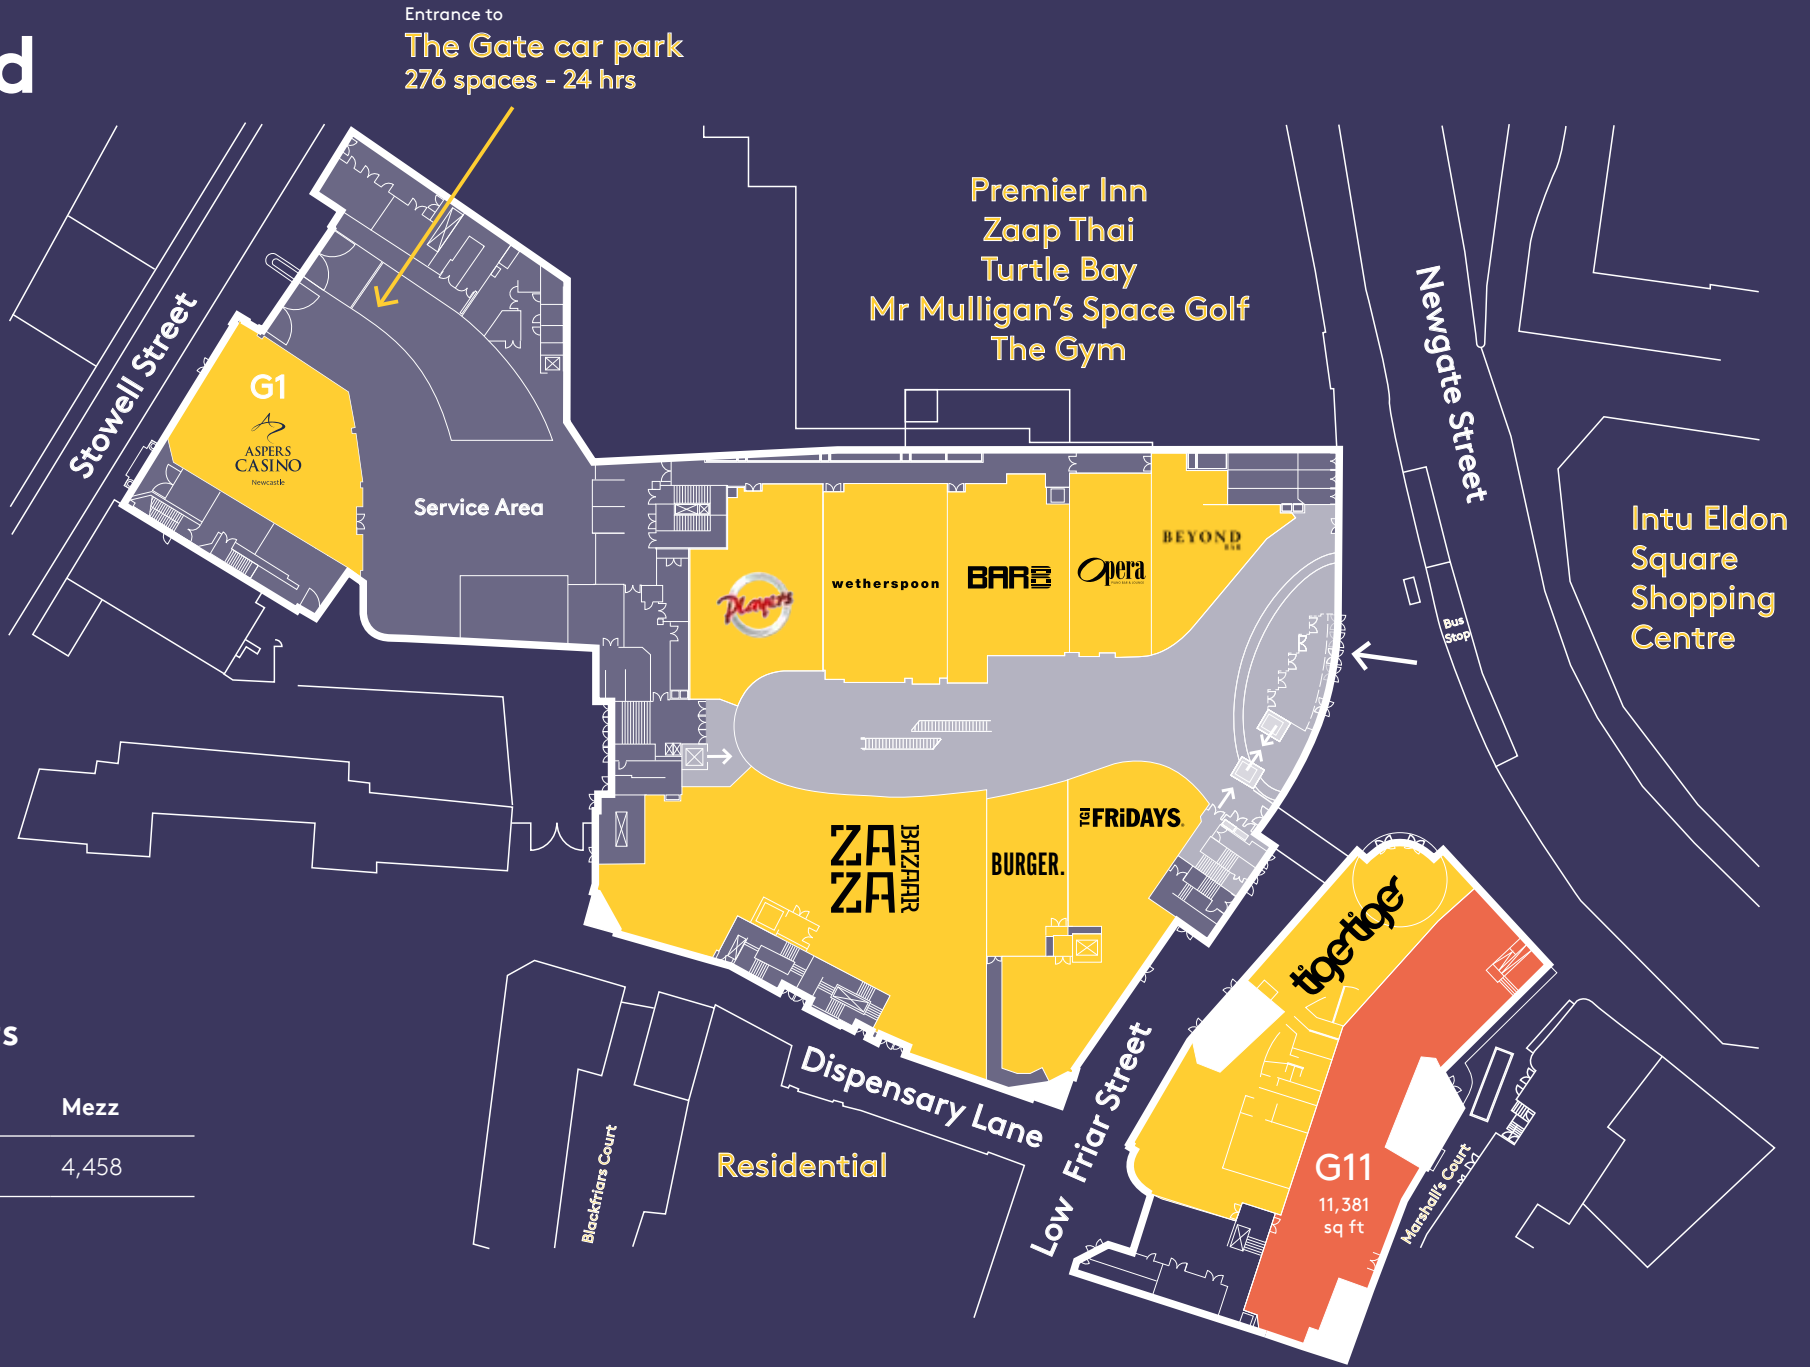 d
Entrance to
The Gate car park
276 spaces - 24 hrs
Premier Inn
Zaap Thai
Turtle Bay
Mr Mulligan's Space Golf
The Gym
Newgate Street
Stowell Street
G1
ASPERS
CASINO
Newcastle
Service Area
Intu Eldon
Square
Shopping
Centre
Bus
Stop
Players
wetherspoon
BAR
Opera
BEYOND
BAR
ZA
ZA
BAZAAR
BURGER.
TGI FRiDAYS
tigertiger
G11
11,381
sq ft
Dispensary Lane
Low Friar Street
Marshall's Court
Blackfriars Court
Residential
s
Mezz
4,458